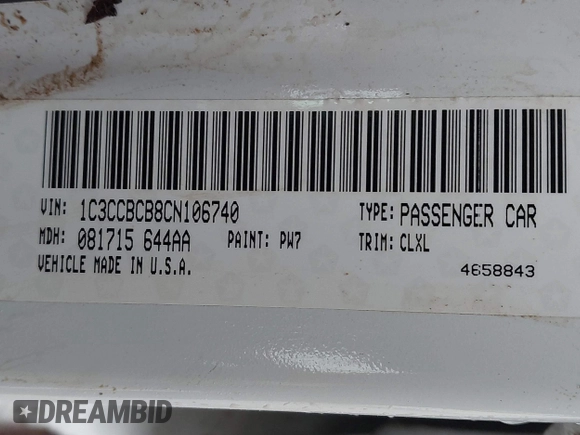 VIN: 1C3CCBCB8CN106740 TYPE: PASSENGER CAR
MDH: 081715 644AA PAINT: PW7 TRIM: CLXL
VEHICLE MADE IN U.S.A. 4658843
DREAMBID